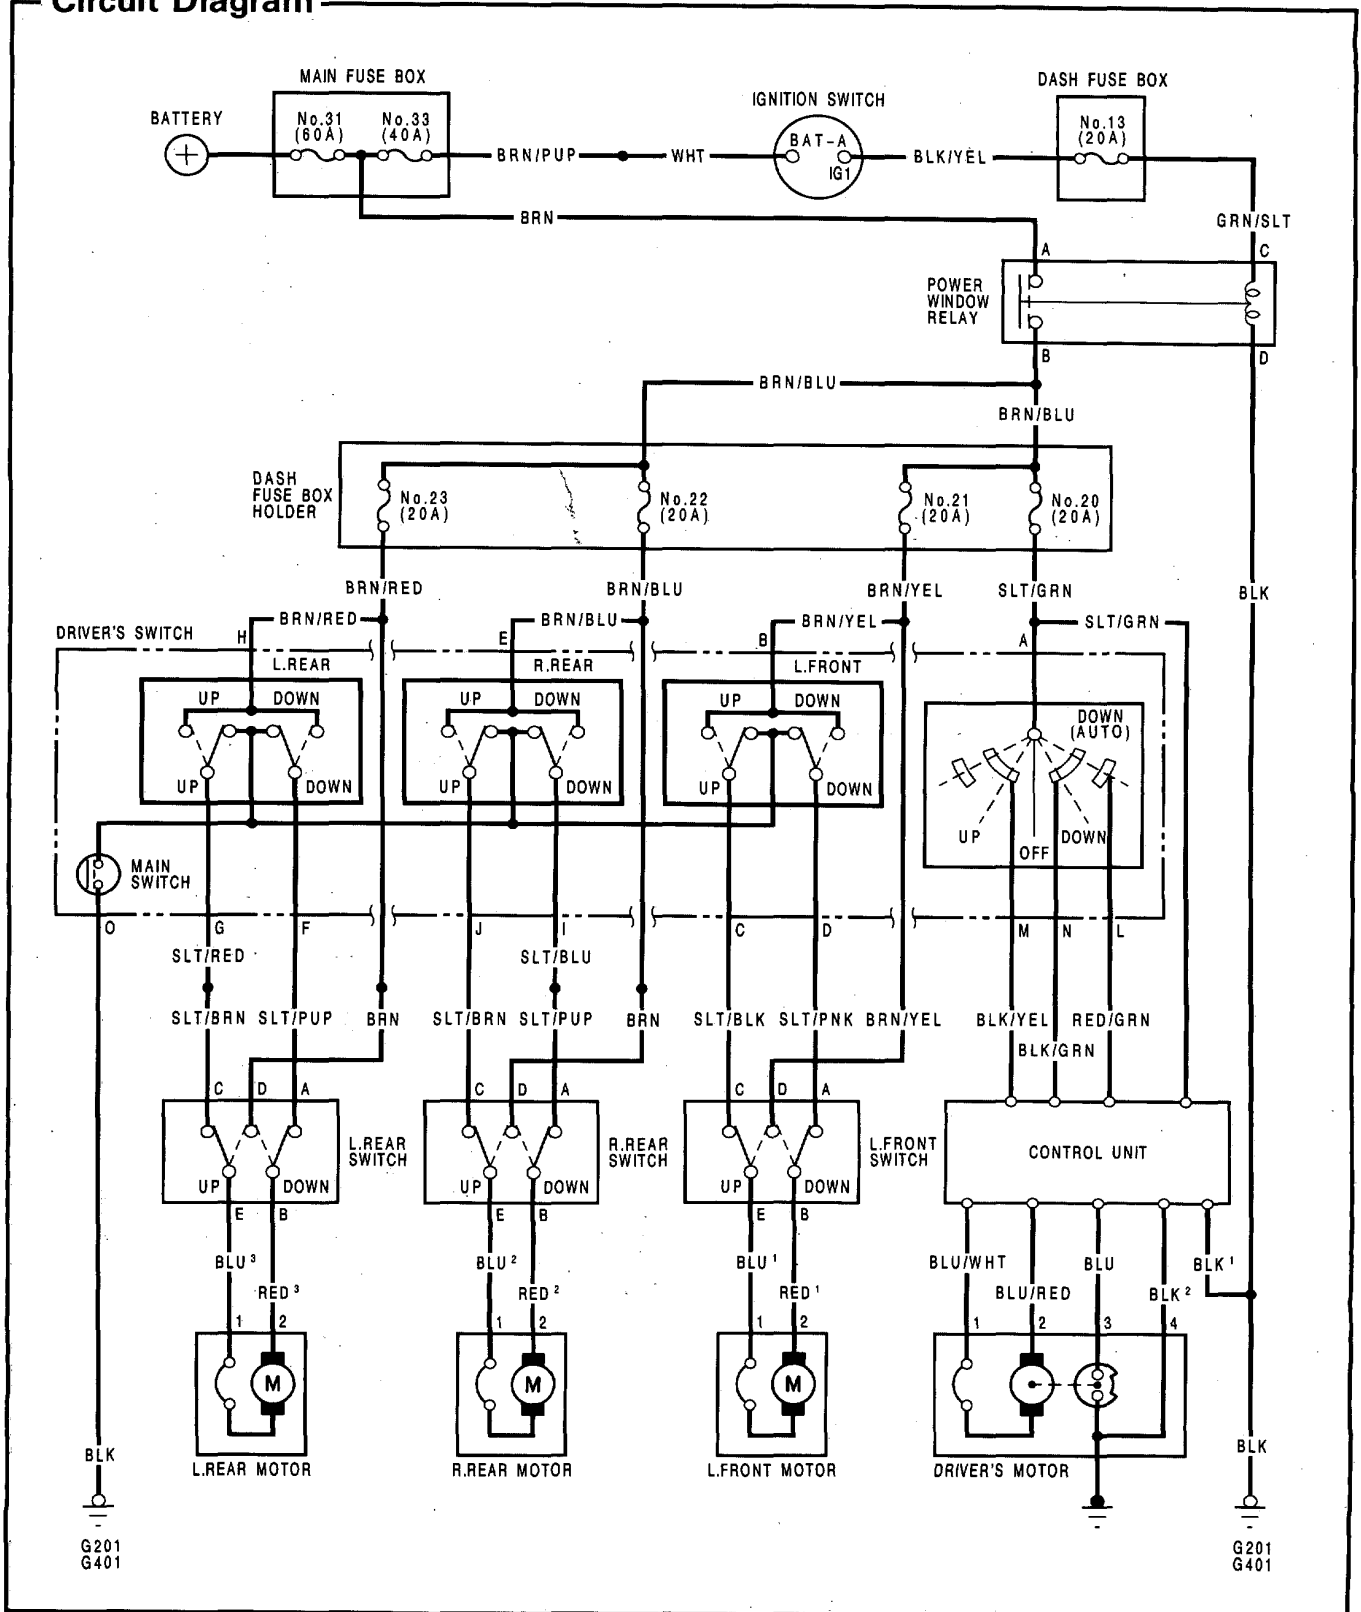 Circuit Diagram
MAIN FUSE BOX
DASH FUSE BOX
IGNITION SWITCH
BATTERY
No.31
(60A)
No.33
(40A)
No.13
(20A)
BAT-A
IG1
BRN/PUP
WHT
BLK/YEL
BRN
GRN/SLT
A
C
POWER
WINDOW
RELAY
B
D
BRN/BLU
BRN/BLU
DASH
FUSE BOX
HOLDER
No.23
(20A)
No.22
(20A)
No.21
(20A)
No.20
(20A)
BRN/RED
BRN/BLU
BRN/YEL
SLT/GRN
BLK
DRIVER'S SWITCH
H
BRN/RED
E
BRN/BLU
B
BRN/YEL
A
SLT/GRN
L.REAR
R.REAR
L.FRONT
UP
DOWN
UP
DOWN
UP
DOWN
DOWN
(AUTO)
UP
DOWN
UP
DOWN
UP
DOWN
UP
OFF
DOWN
MAIN
SWITCH
O
G
F
J
I
C
D
M
N
L
SLT/RED
SLT/BLU
SLT/BRN
SLT/PUP
BRN
SLT/BRN
SLT/PUP
BRN
SLT/BLK
SLT/PNK
BRN/YEL
BLK/YEL
RED/GRN
BLK/GRN
C
D
A
C
D
A
C
D
A
L.REAR
SWITCH
R.REAR
SWITCH
L.FRONT
SWITCH
CONTROL UNIT
UP
DOWN
UP
DOWN
UP
DOWN
E
B
E
B
E
B
BLU³
RED³
BLU²
RED²
BLU¹
RED¹
BLU/WHT
BLU/RED
BLU
BLK²
BLK¹
1
2
1
2
1
2
1
2
3
4
M
M
M
BLK
L.REAR MOTOR
R.REAR MOTOR
L.FRONT MOTOR
DRIVER'S MOTOR
BLK
G201
G401
G201
G401